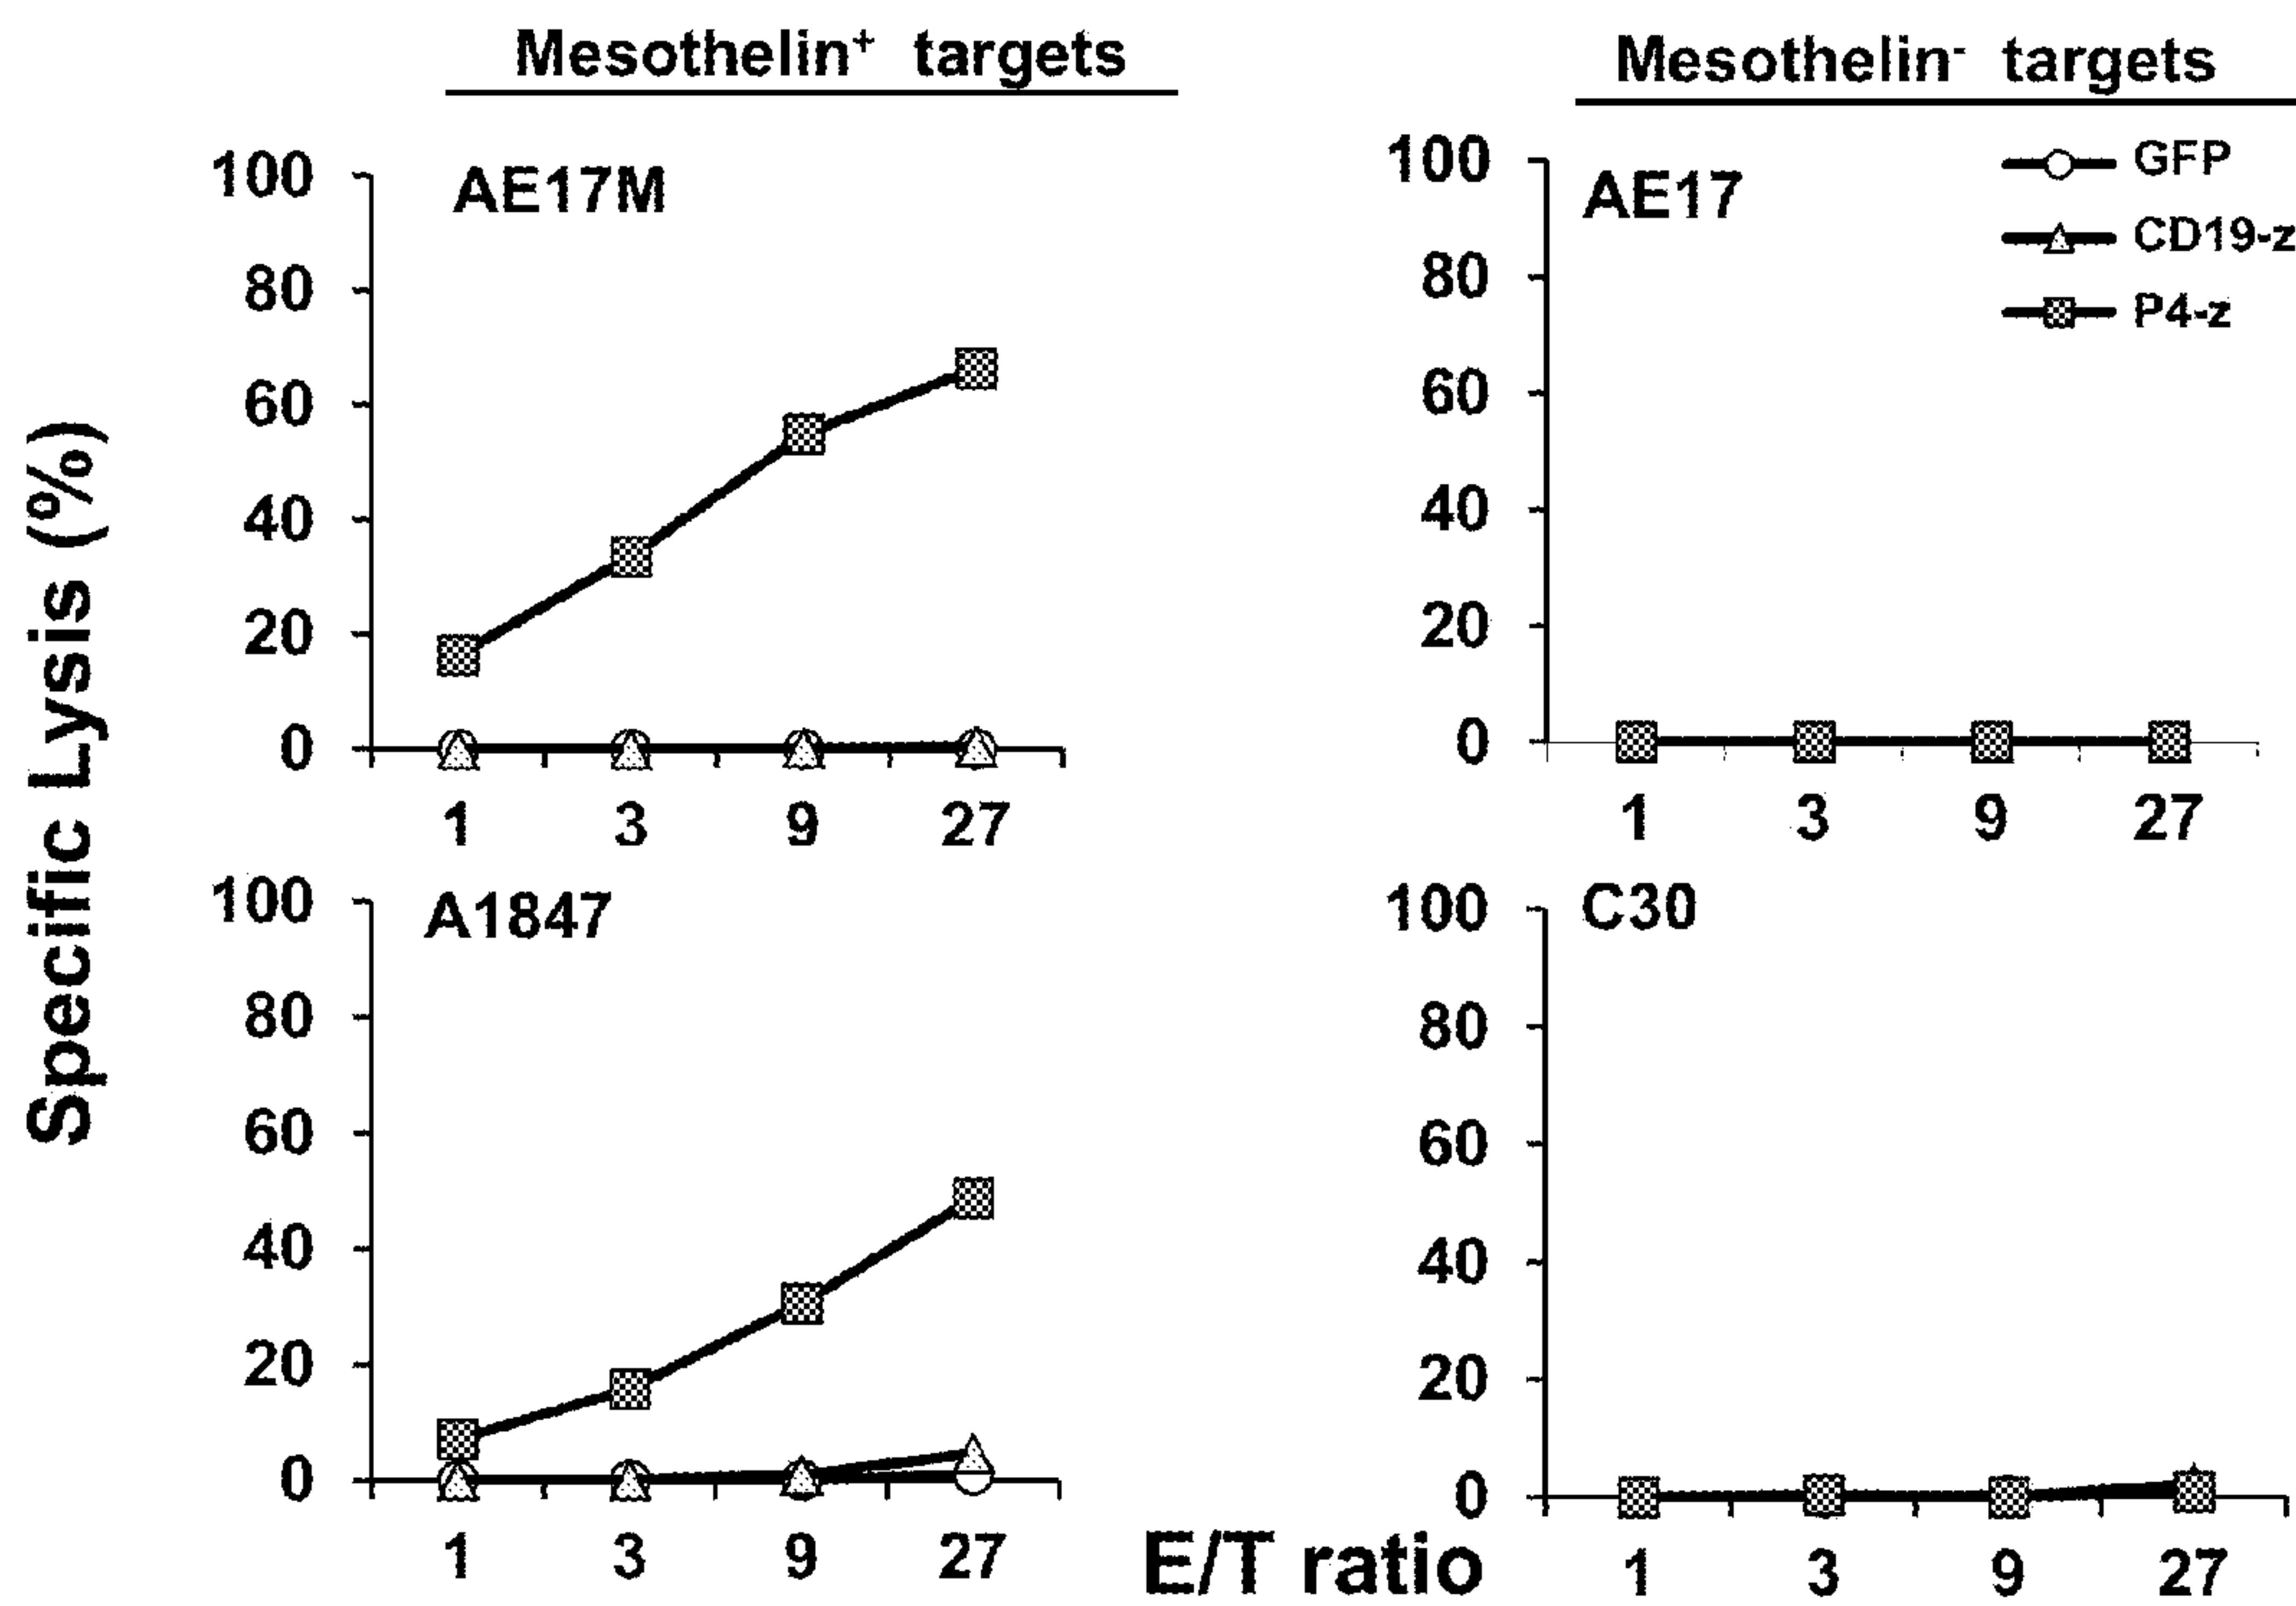 Mesothelin⁺ targets
Mesothelin⁻ targets
Specific Lysis (%)
AE17M
100
80
60
40
20
0
1 3 9 27
AE17
GFP
CD19-z
P4-z
100
80
60
40
20
0
1 3 9 27
A1847
100
80
60
40
20
0
1 3 9 27
C30
100
80
60
40
20
0
1 3 9 27
E/T ratio